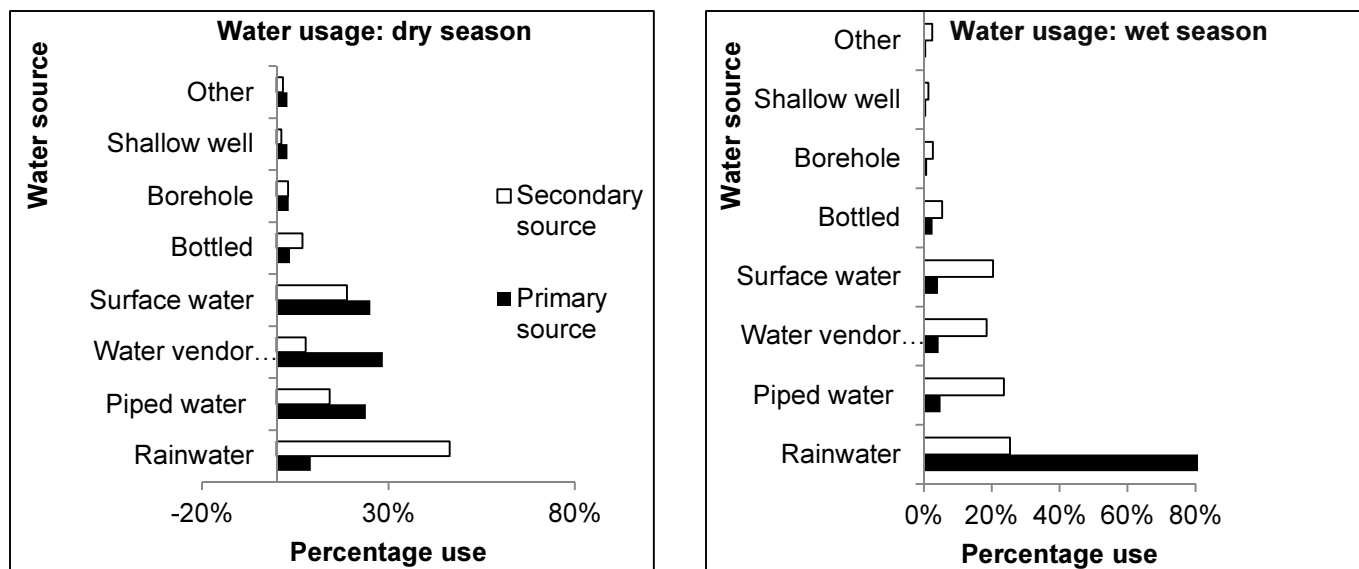 Water usage: dry season
Water source
Other
Shallow well
Borehole
Bottled
Surface water
Water vendor…
Piped water
Rainwater
Secondary
source
Primary
source
-20% 30% 80%
Percentage use
Water usage: wet season
Water source
Other
Shallow well
Borehole
Bottled
Surface water
Water vendor…
Piped water
Rainwater
0% 20% 40% 60% 80%
Percentage use